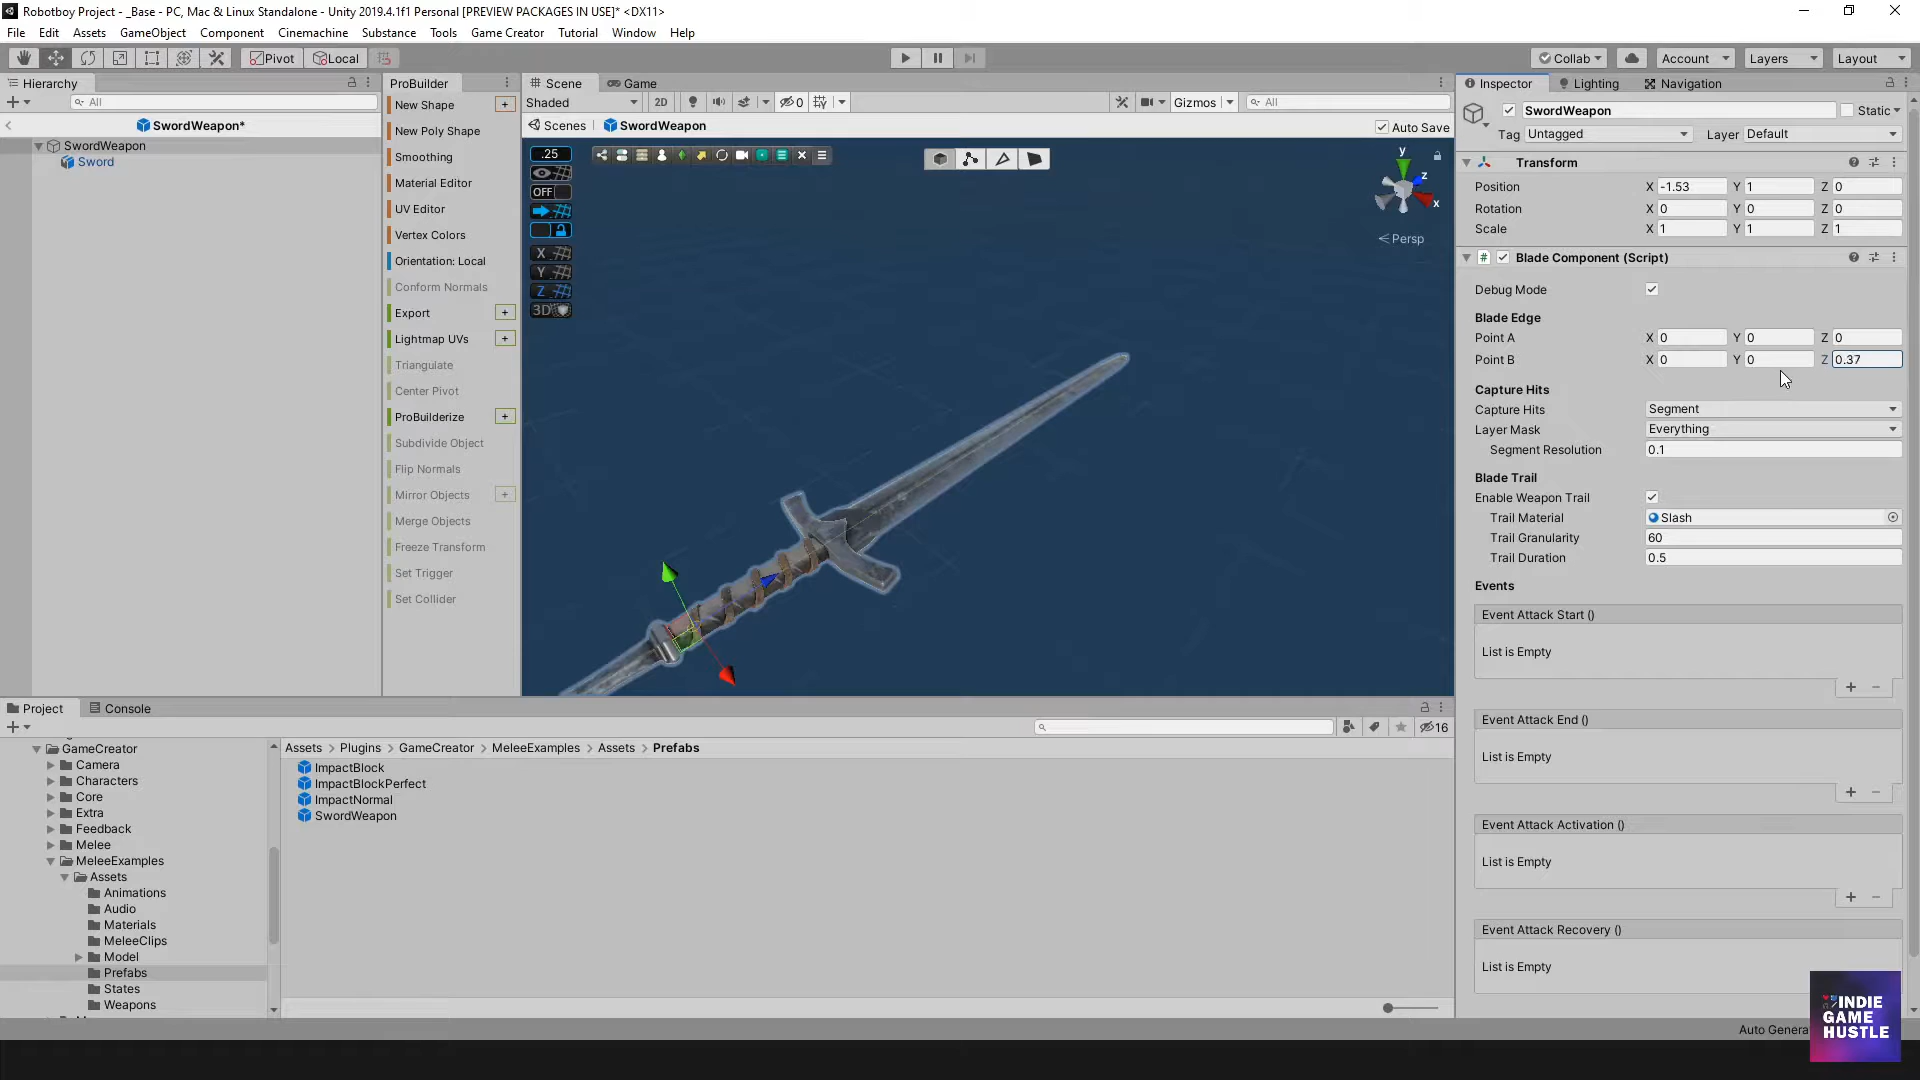 Robotboy Project - _Base - PC, Mac & Linux Standalone - Unity 2019.4.1f1 Personal [PREVIEW PACKAGES IN USE]* <DX11>
File Edit Assets GameObject Component Cinemachine Substance Tools Game Creator Tutorial Window Help
Pivot Local Collab Account Layers Layout
Hierarchy
All
SwordWeapon*
SwordWeapon
Sword
ProBuilder
New Shape +
New Poly Shape
Smoothing
Material Editor
UV Editor
Vertex Colors
Orientation: Local
Conform Normals
Export +
Lightmap UVs +
Triangulate
Center Pivot
ProBuilderize +
Subdivide Object
Flip Normals
Mirror Objects +
Merge Objects
Freeze Transform
Set Trigger
Set Collider
Scene Game
Shaded 2D 0 Gizmos All
Scenes SwordWeapon Auto Save
.25
OFF
X
Y
Z
3D
y
z
x
Persp
Inspector Lighting Navigation
SwordWeapon Static
Tag Untagged Layer Default
Transform
Position X -1.53 Y 1 Z 0
Rotation X 0 Y 0 Z 0
Scale X 1 Y 1 Z 1
# Blade Component (Script)
Debug Mode
Blade Edge
Point A X 0 Y 0 Z 0
Point B X 0 Y 0 Z 0.37
Capture Hits
Capture Hits Segment
Layer Mask Everything
Segment Resolution 0.1
Blade Trail
Enable Weapon Trail
Trail Material Slash
Trail Granularity 60
Trail Duration 0.5
Events
Event Attack Start ()
List is Empty
Event Attack End ()
List is Empty
Event Attack Activation ()
List is Empty
Event Attack Recovery ()
List is Empty
Project Console
16
GameCreator
Camera
Characters
Core
Extra
Feedback
Melee
MeleeExamples
Assets
Animations
Audio
Materials
MeleeClips
Model
Prefabs
States
Weapons
Assets > Plugins > GameCreator > MeleeExamples > Assets > Prefabs
ImpactBlock
ImpactBlockPerfect
ImpactNormal
SwordWeapon
Auto Genera
INDIE
GAME
HUSTLE